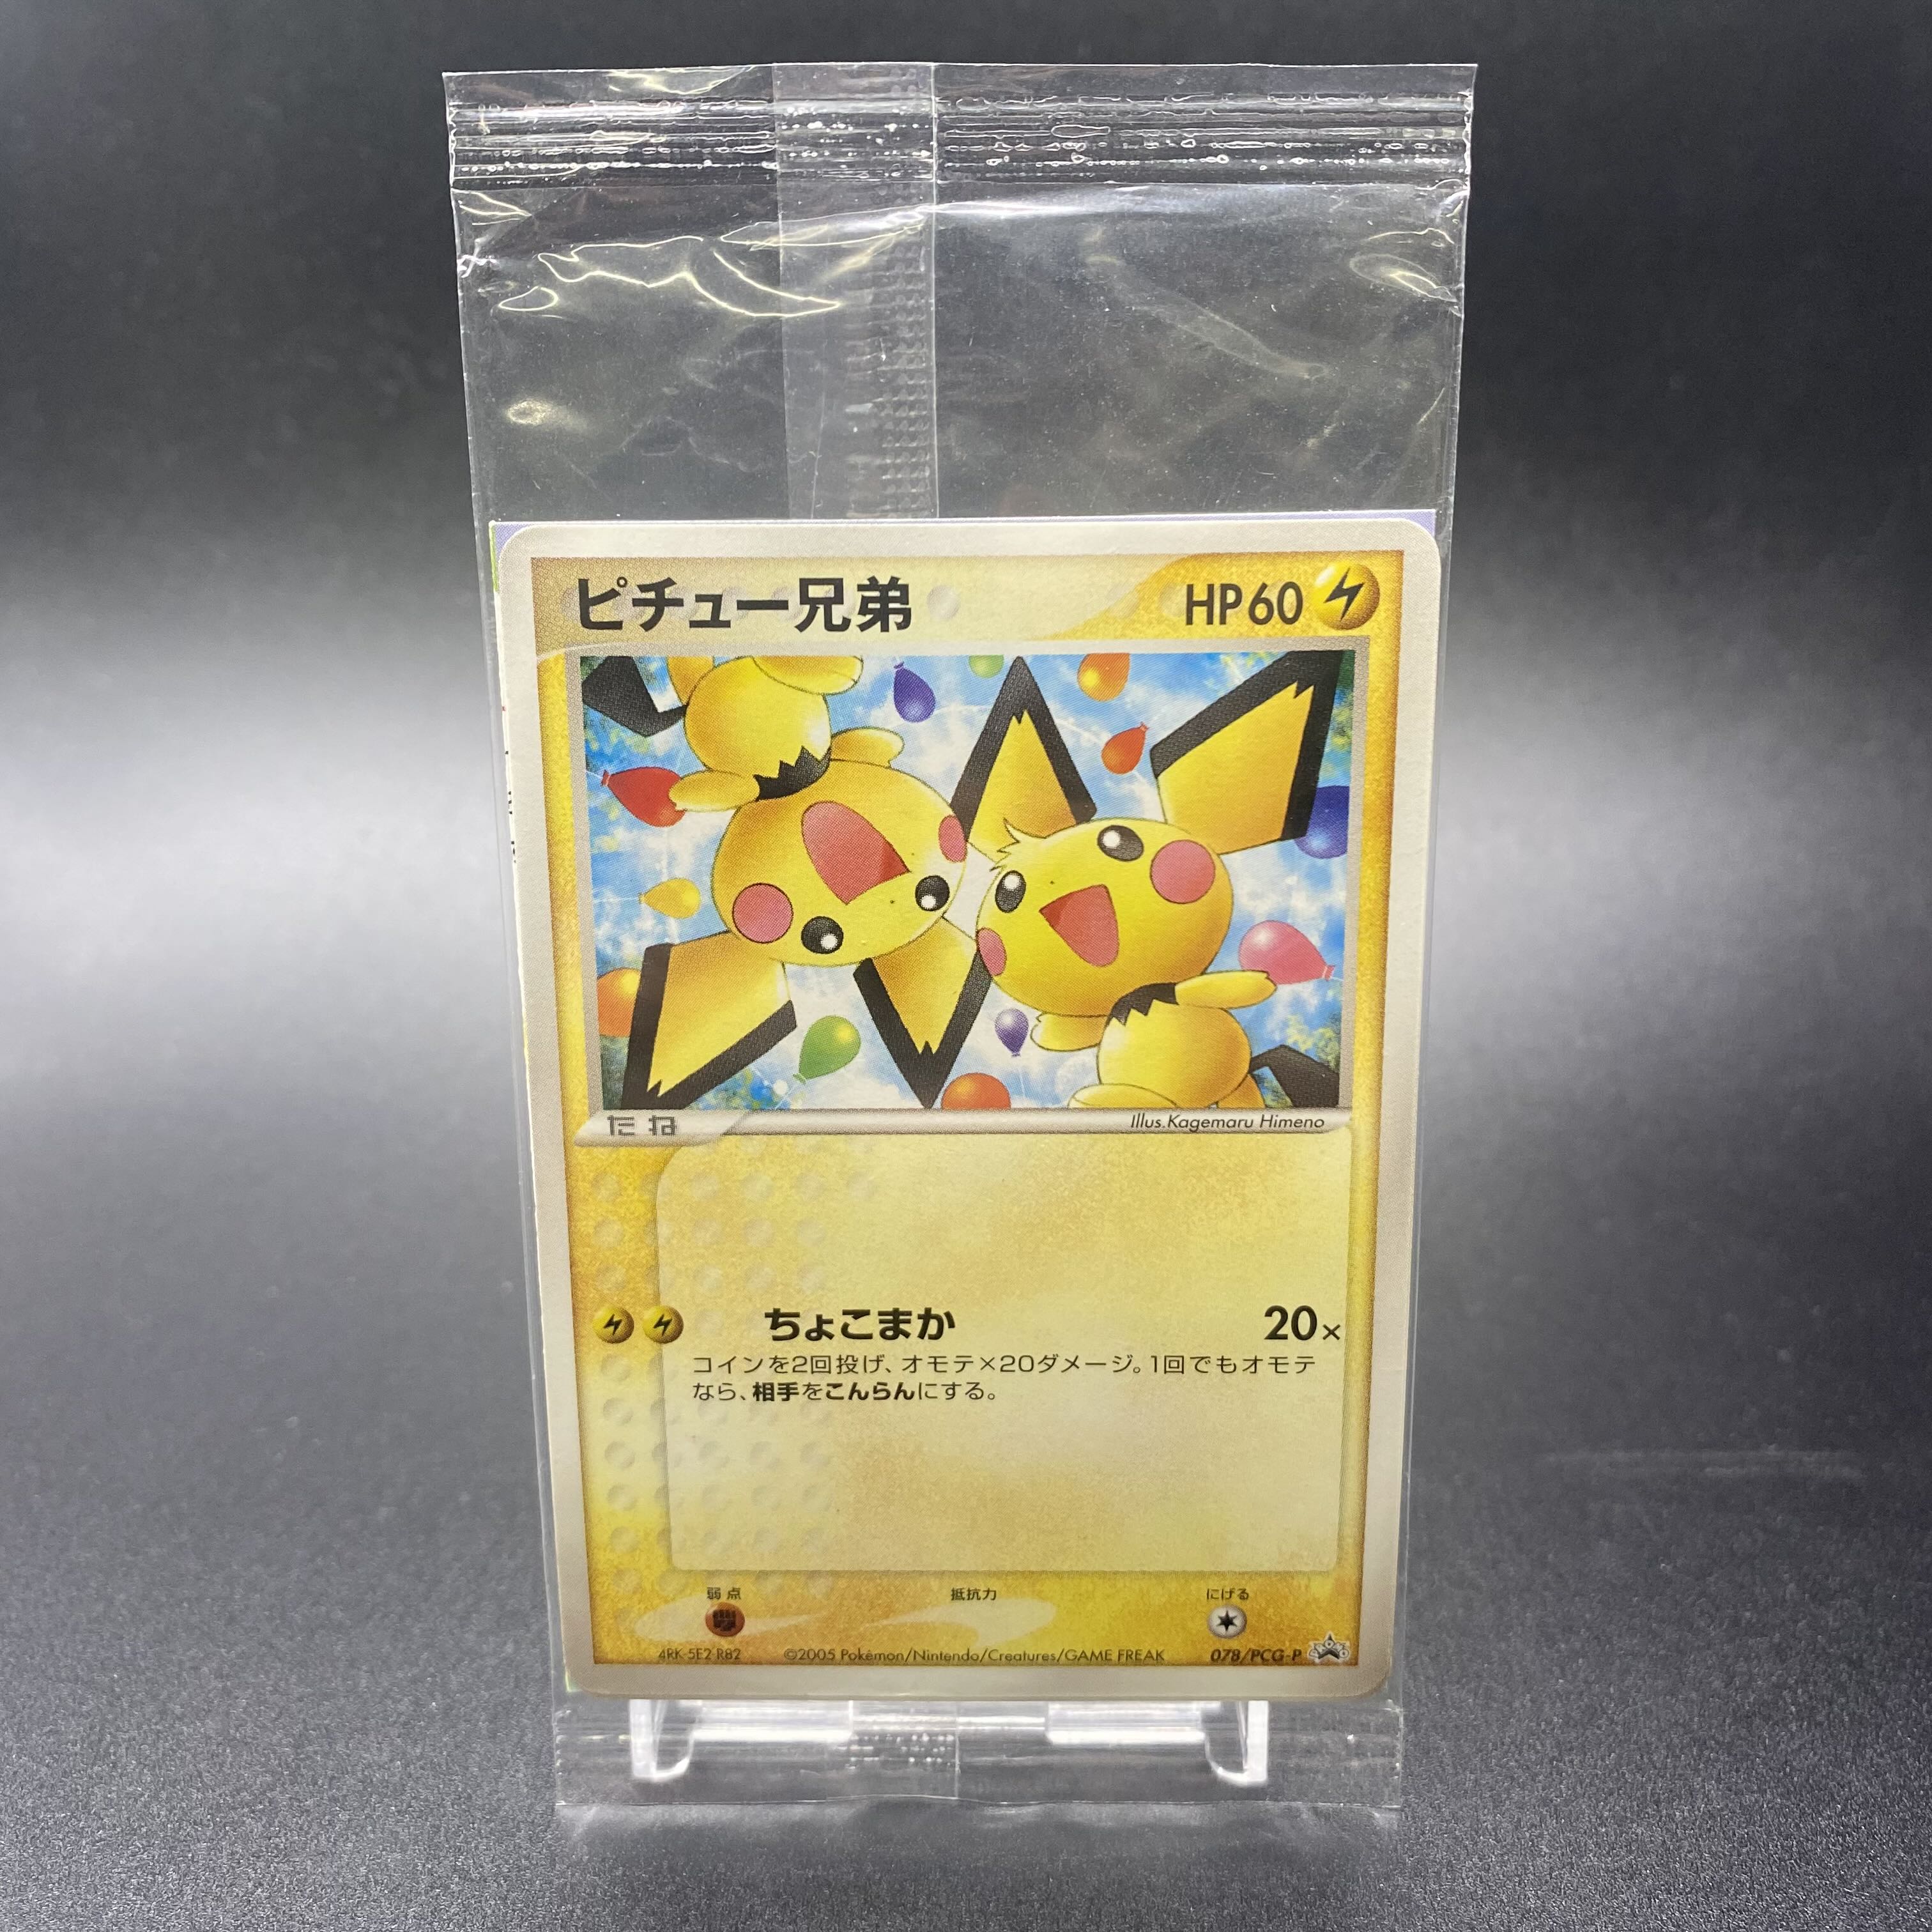 ピチュー兄弟
HP60
たね
Illus.Kagemaru Himeno
ちょこまか 20×
コインを2回投げ、オモテ×20ダメージ。1回でもオモテ
なら、相手をこんらんにする。
弱点 抵抗力 にげる
4RK-5E2 R82 ©2005 Pokémon/Nintendo/Creatures/GAME FREAK 078/PCG-P